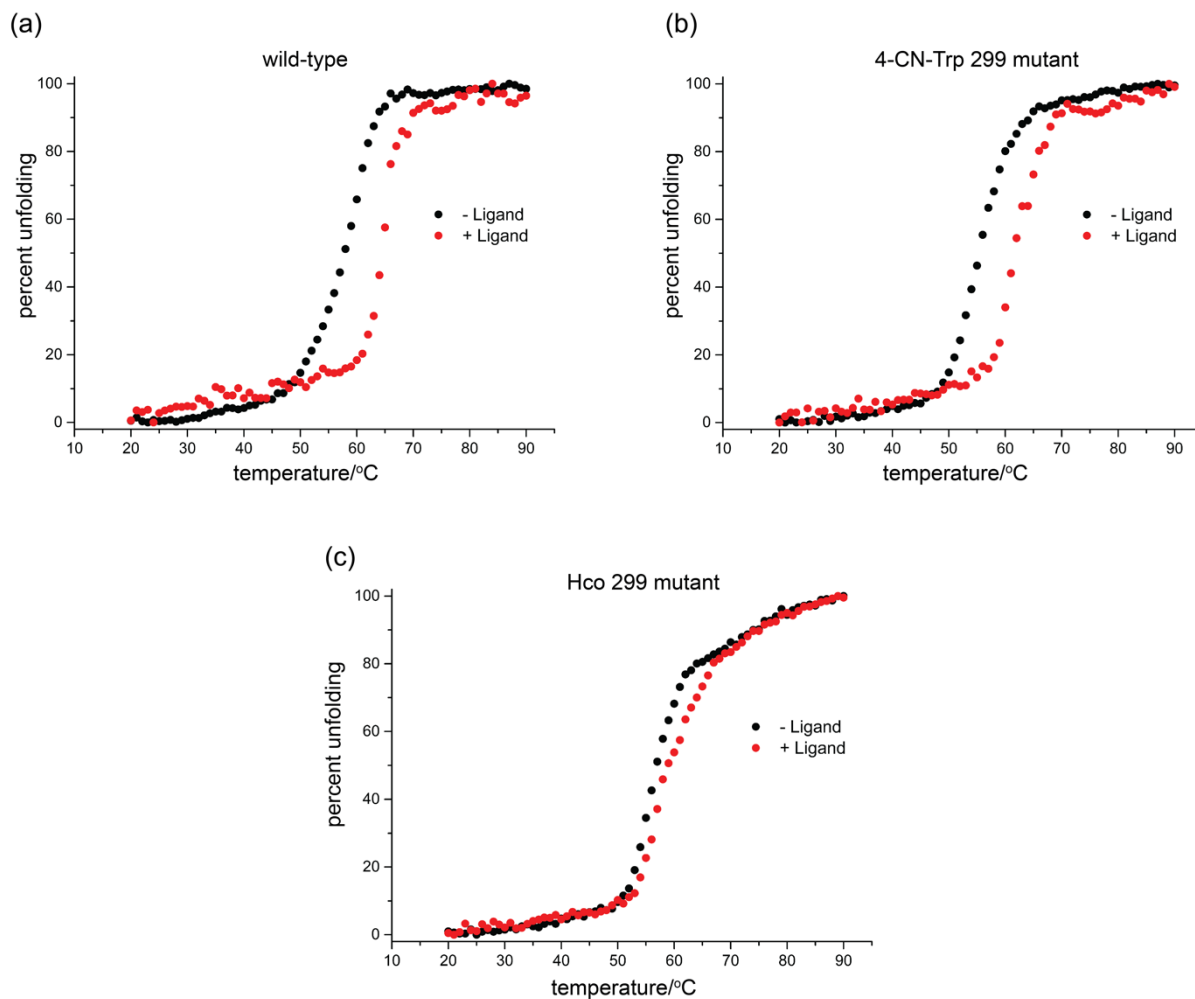 (a)
wild-type
percent unfolding
100
80
60
40
20
0
- Ligand
+ Ligand
10 20 30 40 50 60 70 80 90
temperature/°C
(b)
4-CN-Trp 299 mutant
percent unfolding
100
80
60
40
20
0
- Ligand
+ Ligand
10 20 30 40 50 60 70 80 90
temperature/°C
(c)
Hco 299 mutant
percent unfolding
100
80
60
40
20
0
- Ligand
+ Ligand
10 20 30 40 50 60 70 80 90
temperature/°C